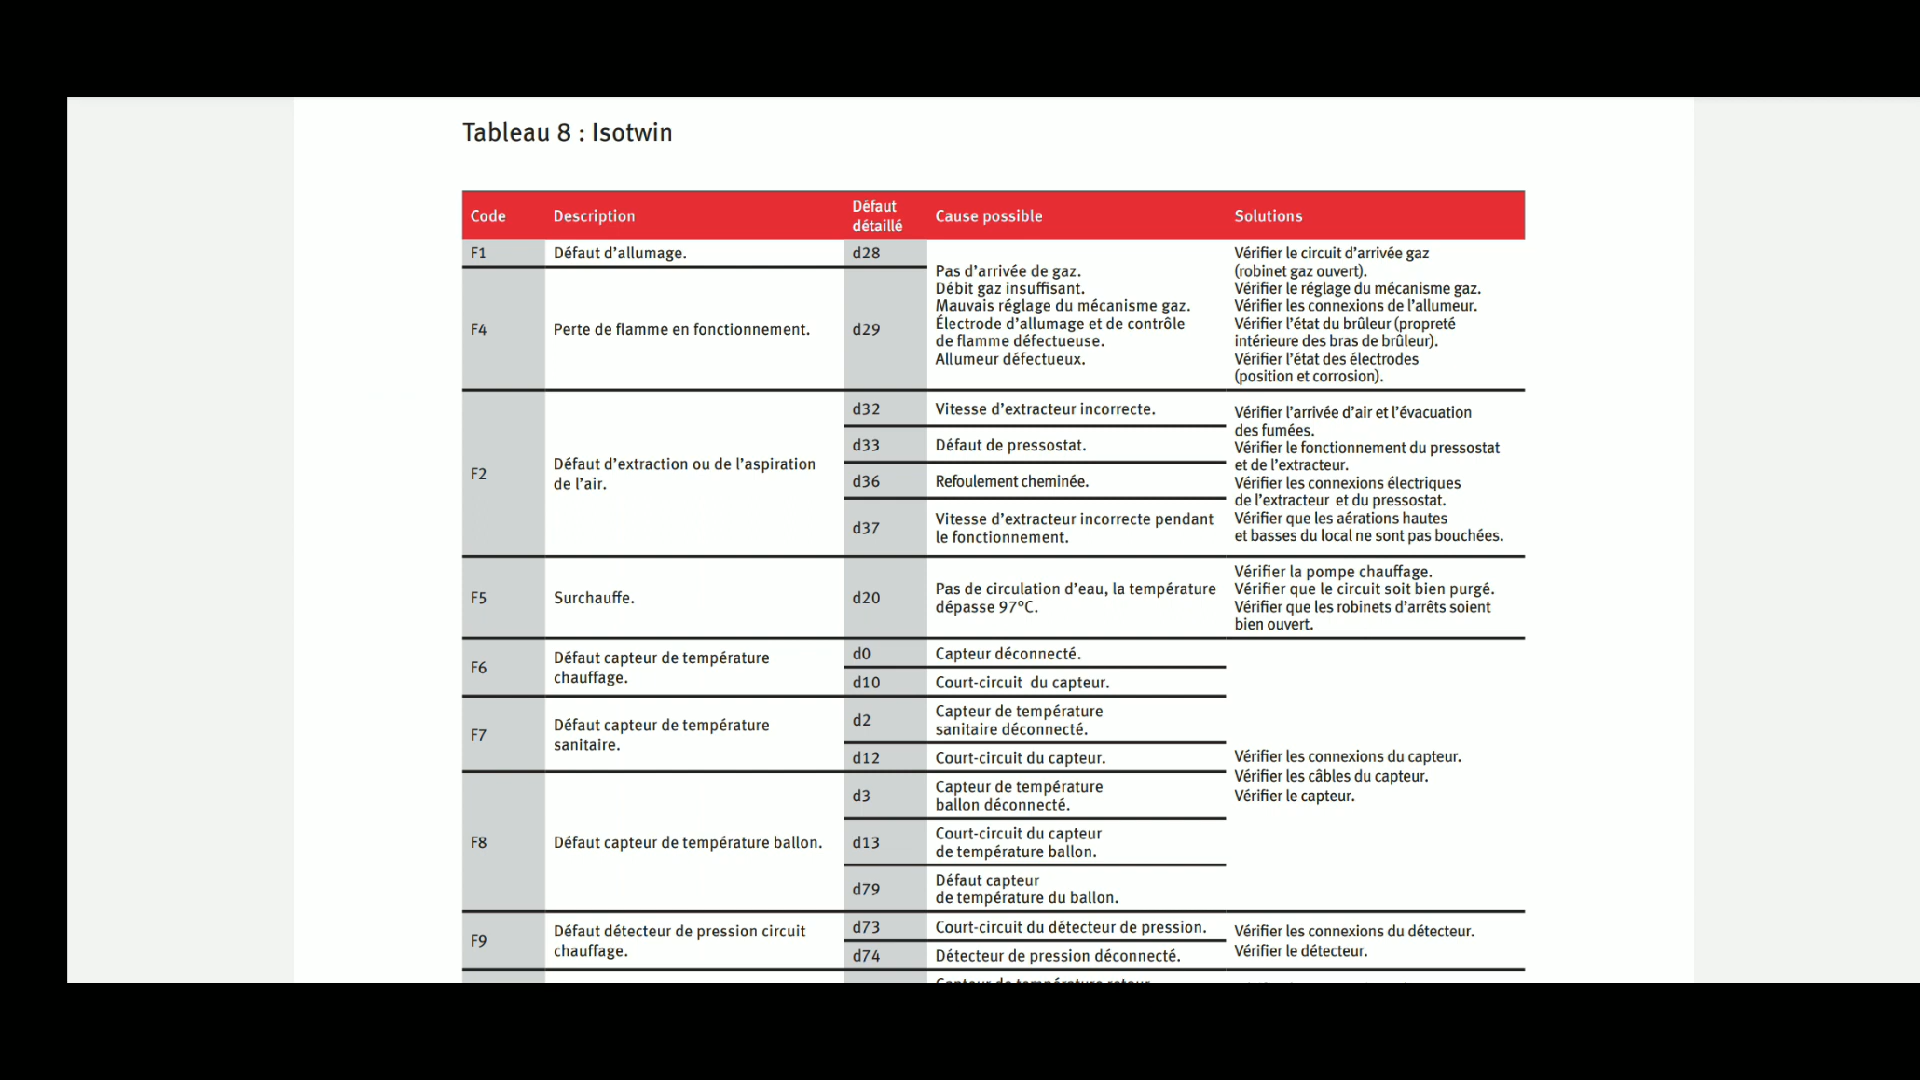 Tableau 8 : Isotwin
Code
Description
Défaut
détaillé
Cause possible
Solutions
F1
Défaut d'allumage.
d28
F4
Perte de flamme en fonctionnement.
d29
Pas d'arrivée de gaz.
Débit gaz insuffisant.
Mauvais réglage du mécanisme gaz.
Électrode d'allumage et de contrôle
de flamme défectueuse.
Allumeur défectueux.
Vérifier le circuit d'arrivée gaz
(robinet gaz ouvert).
Vérifier le réglage du mécanisme gaz.
Vérifier les connexions de l'allumeur.
Vérifier l'état du brûleur (propreté
intérieure des bras de brûleur).
Vérifier l'état des électrodes
(position et corrosion).
F2
Défaut d'extraction ou de l'aspiration
de l'air.
d32
Vitesse d'extracteur incorrecte.
d33
Défaut de pressostat.
d36
Refoulement cheminée.
d37
Vitesse d'extracteur incorrecte pendant
le fonctionnement.
Vérifier l'arrivée d'air et l'évacuation
des fumées.
Vérifier le fonctionnement du pressostat
et de l'extracteur.
Vérifier les connexions électriques
de l'extracteur et du pressostat.
Vérifier que les aérations hautes
et basses du local ne sont pas bouchées.
F5
Surchauffe.
d20
Pas de circulation d'eau, la température
dépasse 97°C.
Vérifier la pompe chauffage.
Vérifier que le circuit soit bien purgé.
Vérifier que les robinets d'arrêts soient
bien ouvert.
F6
Défaut capteur de température
chauffage.
d0
Capteur déconnecté.
d10
Court-circuit du capteur.
F7
Défaut capteur de température
sanitaire.
d2
Capteur de température
sanitaire déconnecté.
d12
Court-circuit du capteur.
F8
Défaut capteur de température ballon.
d3
Capteur de température
ballon déconnecté.
d13
Court-circuit du capteur
de température ballon.
d79
Défaut capteur
de température du ballon.
Vérifier les connexions du capteur.
Vérifier les câbles du capteur.
Vérifier le capteur.
F9
Défaut détecteur de pression circuit
chauffage.
d73
Court-circuit du détecteur de pression.
d74
Détecteur de pression déconnecté.
Vérifier les connexions du détecteur.
Vérifier le détecteur.
Capteur de température retour